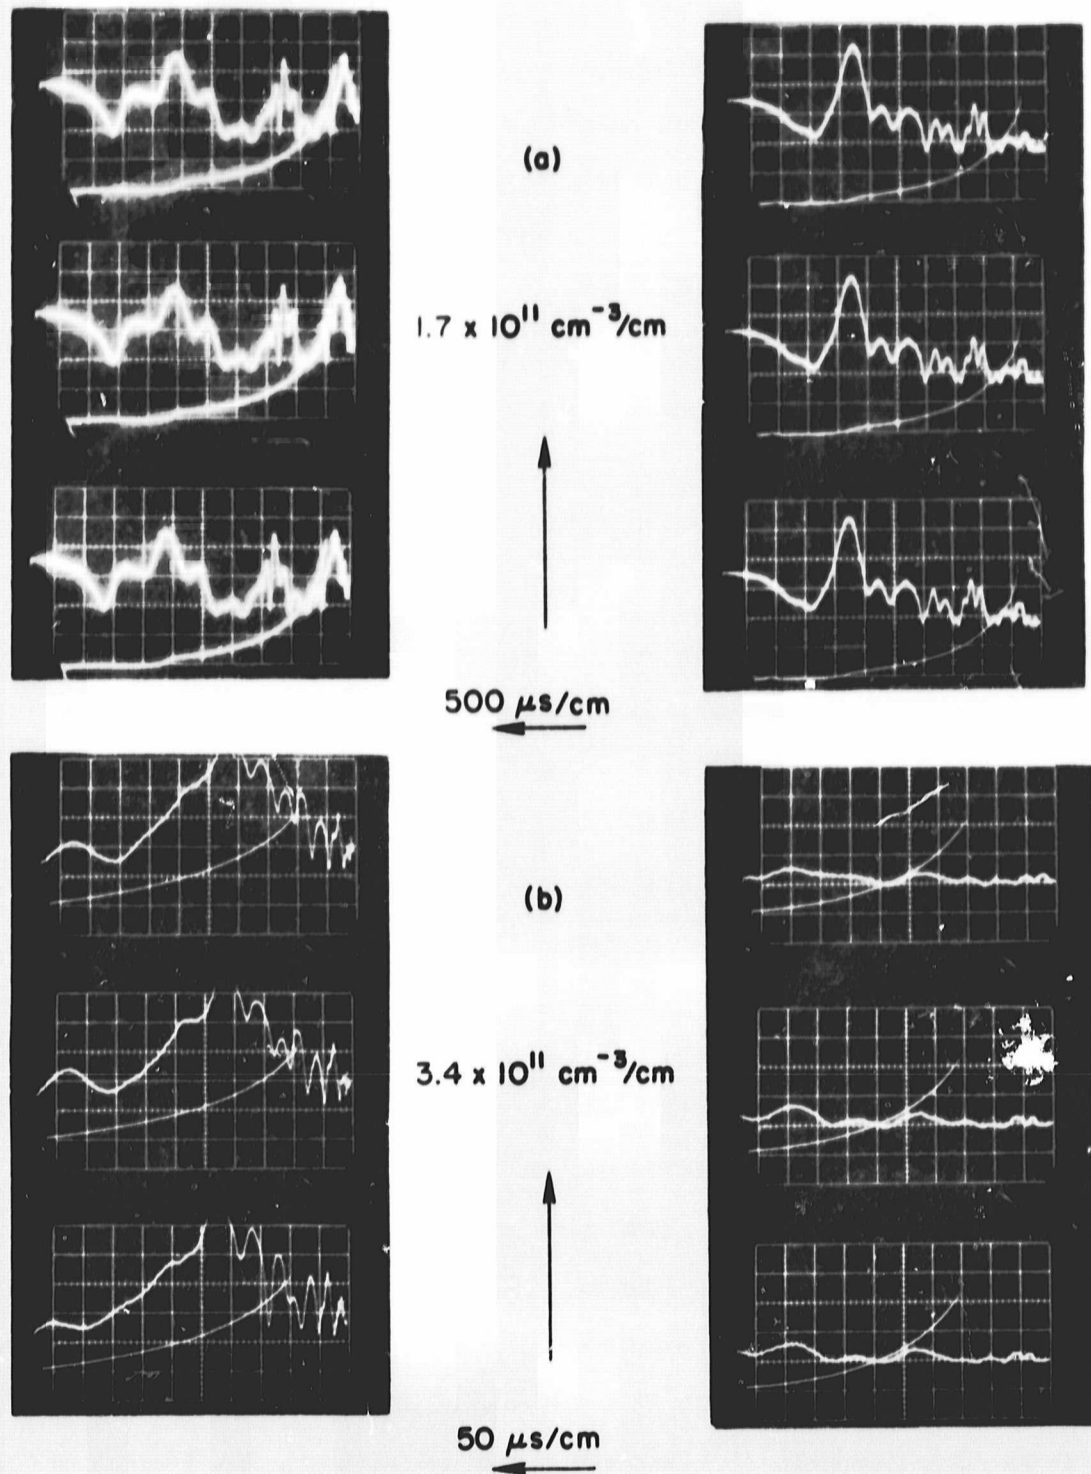 (a)
1.7 x 10¹¹ cm⁻³/cm
500 μs/cm
(b)
3.4 x 10¹¹ cm⁻³/cm
50 μs/cm